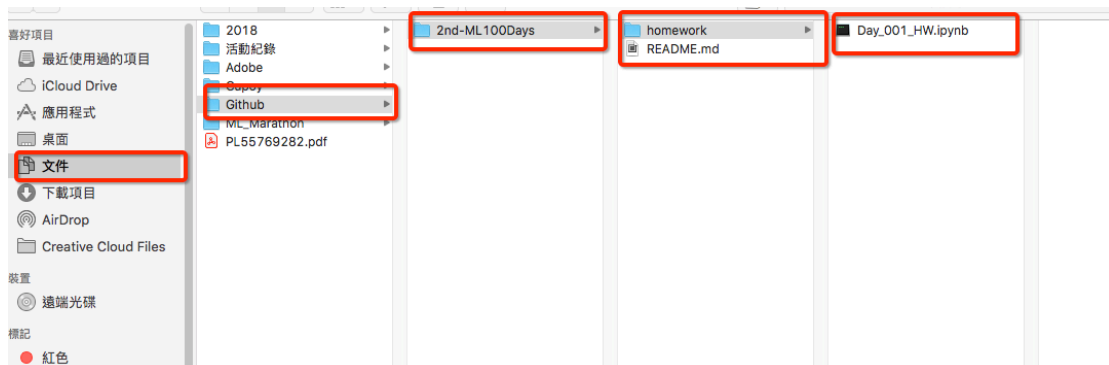 喜好項目
最近使用過的項目
iCloud Drive
應用程式
桌面
文件
下載項目
AirDrop
Creative Cloud Files
裝置
遠端光碟
標記
紅色
2018
活動紀錄
Adobe
Cupoy
Github
ML_Marathon
PL55769282.pdf
2nd-ML100Days
homework
README.md
Day_001_HW.ipynb